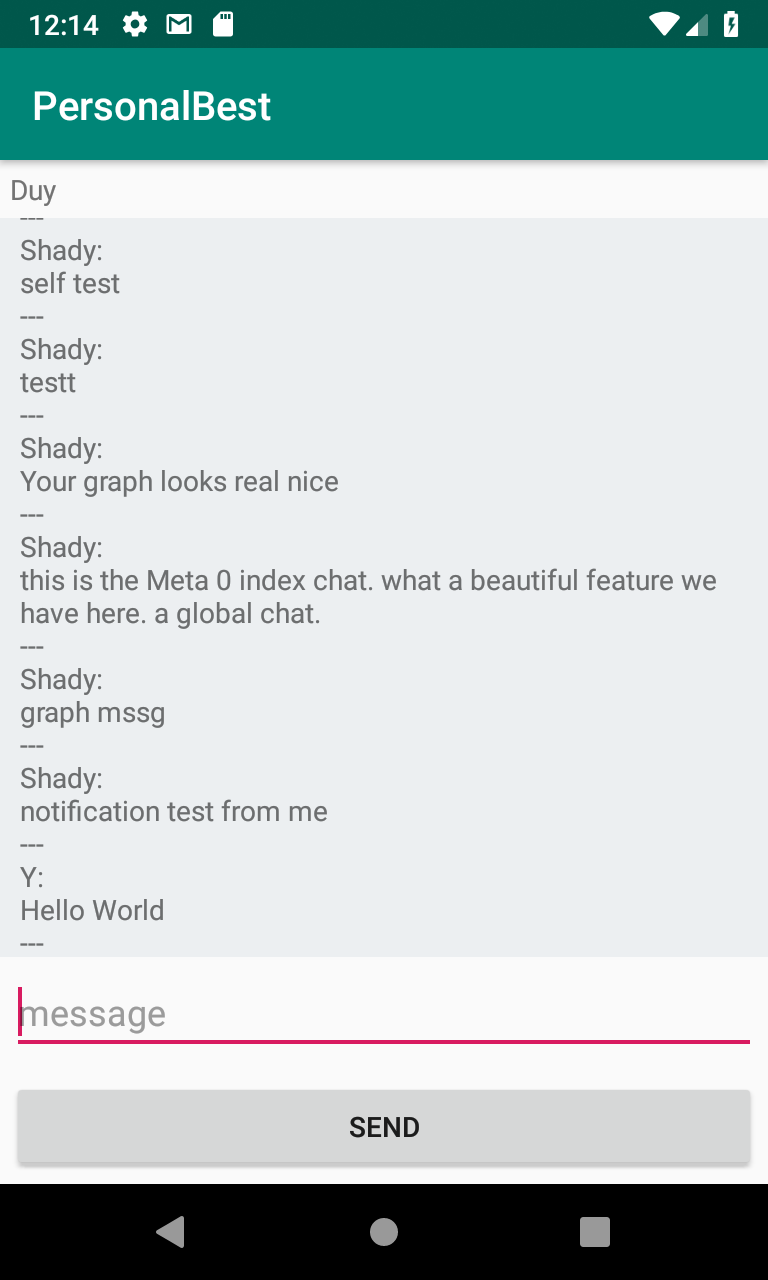 12:14
PersonalBest
Duy
---
Shady:
self test
---
Shady:
testt
---
Shady:
Your graph looks real nice
---
Shady:
this is the Meta 0 index chat. what a beautiful feature we
have here. a global chat.
---
Shady:
graph mssg
---
Shady:
notification test from me
---
Y:
Hello World
---
message
SEND